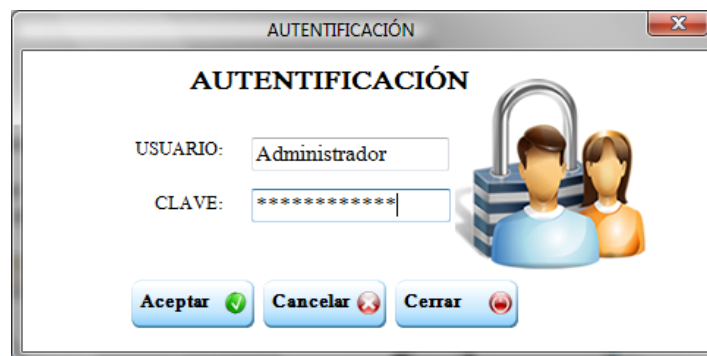 AUTENTIFICACIÓN
AUTENTIFICACIÓN
USUARIO: Administrador
CLAVE: ************
Aceptar Cancelar Cerrar